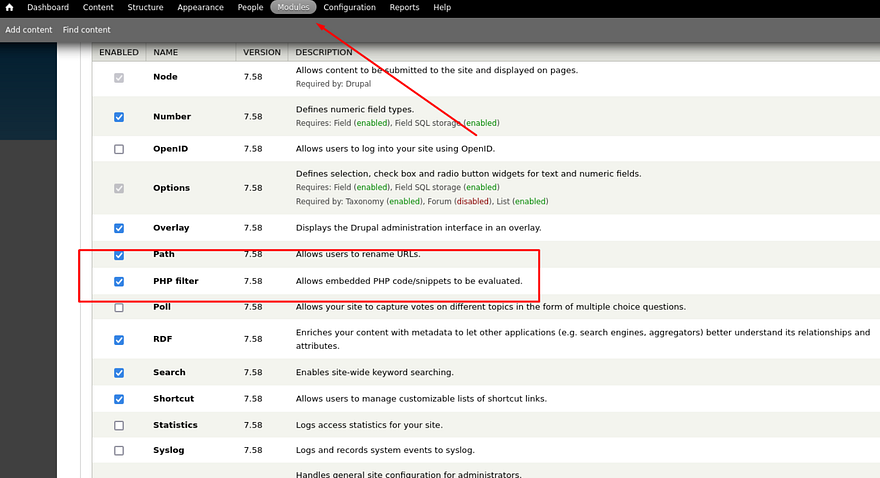 Dashboard Content Structure Appearance People Modules Configuration Reports Help
Add content Find content
ENABLED NAME VERSION DESCRIPTION
Node 7.58 Allows content to be submitted to the site and displayed on pages.
Required by: Drupal
Number 7.58 Defines numeric field types.
Requires: Field (enabled), Field SQL storage (enabled)
OpenID 7.58 Allows users to log into your site using OpenID.
Options 7.58 Defines selection, check box and radio button widgets for text and numeric fields.
Requires: Field (enabled), Field SQL storage (enabled)
Required by: Taxonomy (enabled), Forum (disabled), List (enabled)
Overlay 7.58 Displays the Drupal administration interface in an overlay.
Path 7.58 Allows users to rename URLs.
PHP filter 7.58 Allows embedded PHP code/snippets to be evaluated.
Poll 7.58 Allows your site to capture votes on different topics in the form of multiple choice questions.
RDF 7.58 Enriches your content with metadata to let other applications (e.g. search engines, aggregators) better understand its relationships and
attributes.
Search 7.58 Enables site-wide keyword searching.
Shortcut 7.58 Allows users to manage customizable lists of shortcut links.
Statistics 7.58 Logs access statistics for your site.
Syslog 7.58 Logs and records system events to syslog.
Handles general site configuration for administrators.